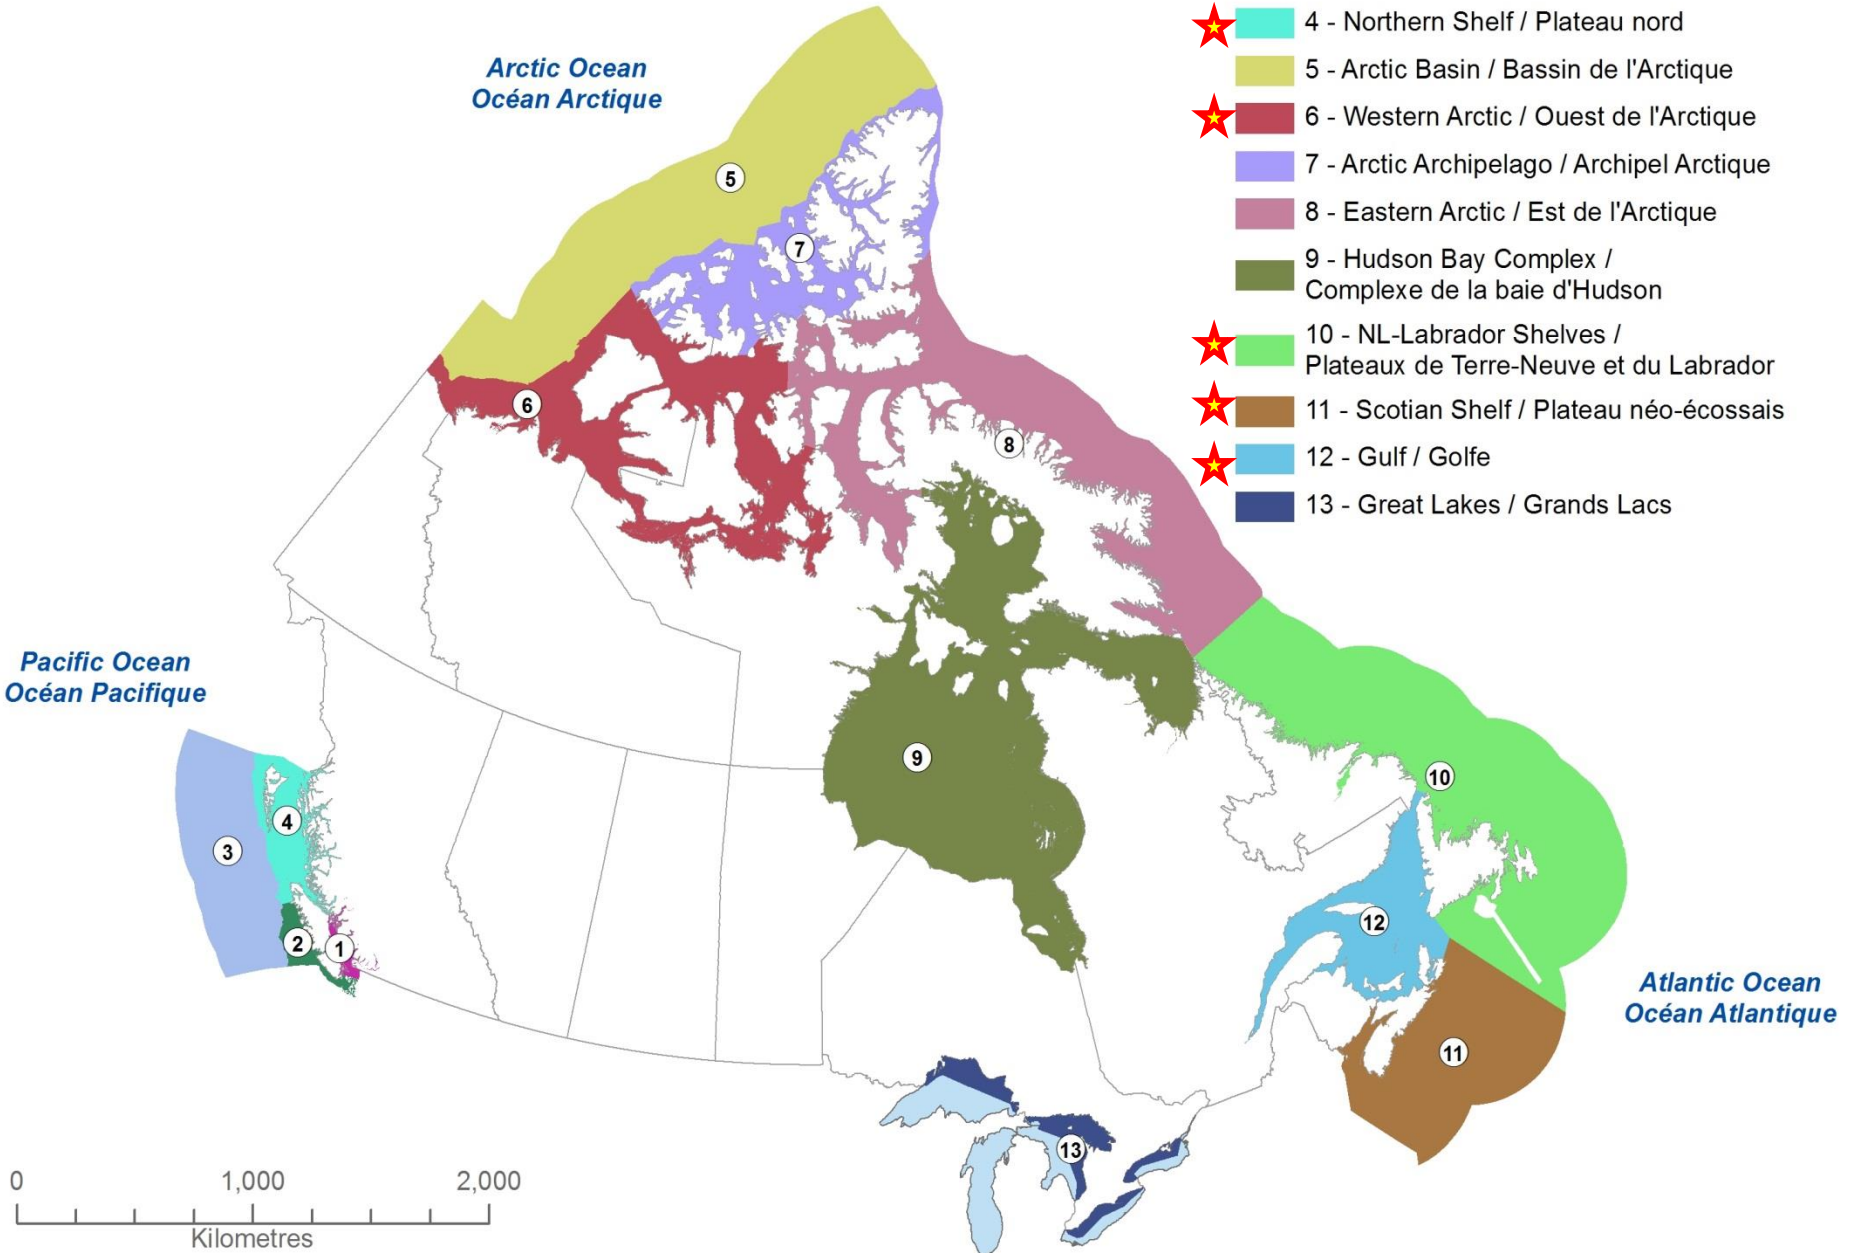 4 - Northern Shelf / Plateau nord
5 - Arctic Basin / Bassin de l'Arctique
6 - Western Arctic / Ouest de l'Arctique
7 - Arctic Archipelago / Archipel Arctique
8 - Eastern Arctic / Est de l'Arctique
9 - Hudson Bay Complex /
Complexe de la baie d'Hudson
10 - NL-Labrador Shelves /
Plateaux de Terre-Neuve et du Labrador
11 - Scotian Shelf / Plateau néo-écossais
12 - Gulf / Golfe
13 - Great Lakes / Grands Lacs
Arctic Ocean
Océan Arctique
5
7
6
8
Pacific Ocean
Océan Pacifique
9
10
4
3
12
2
1
Atlantic Ocean
Océan Atlantique
11
13
0 1,000 2,000
Kilometres